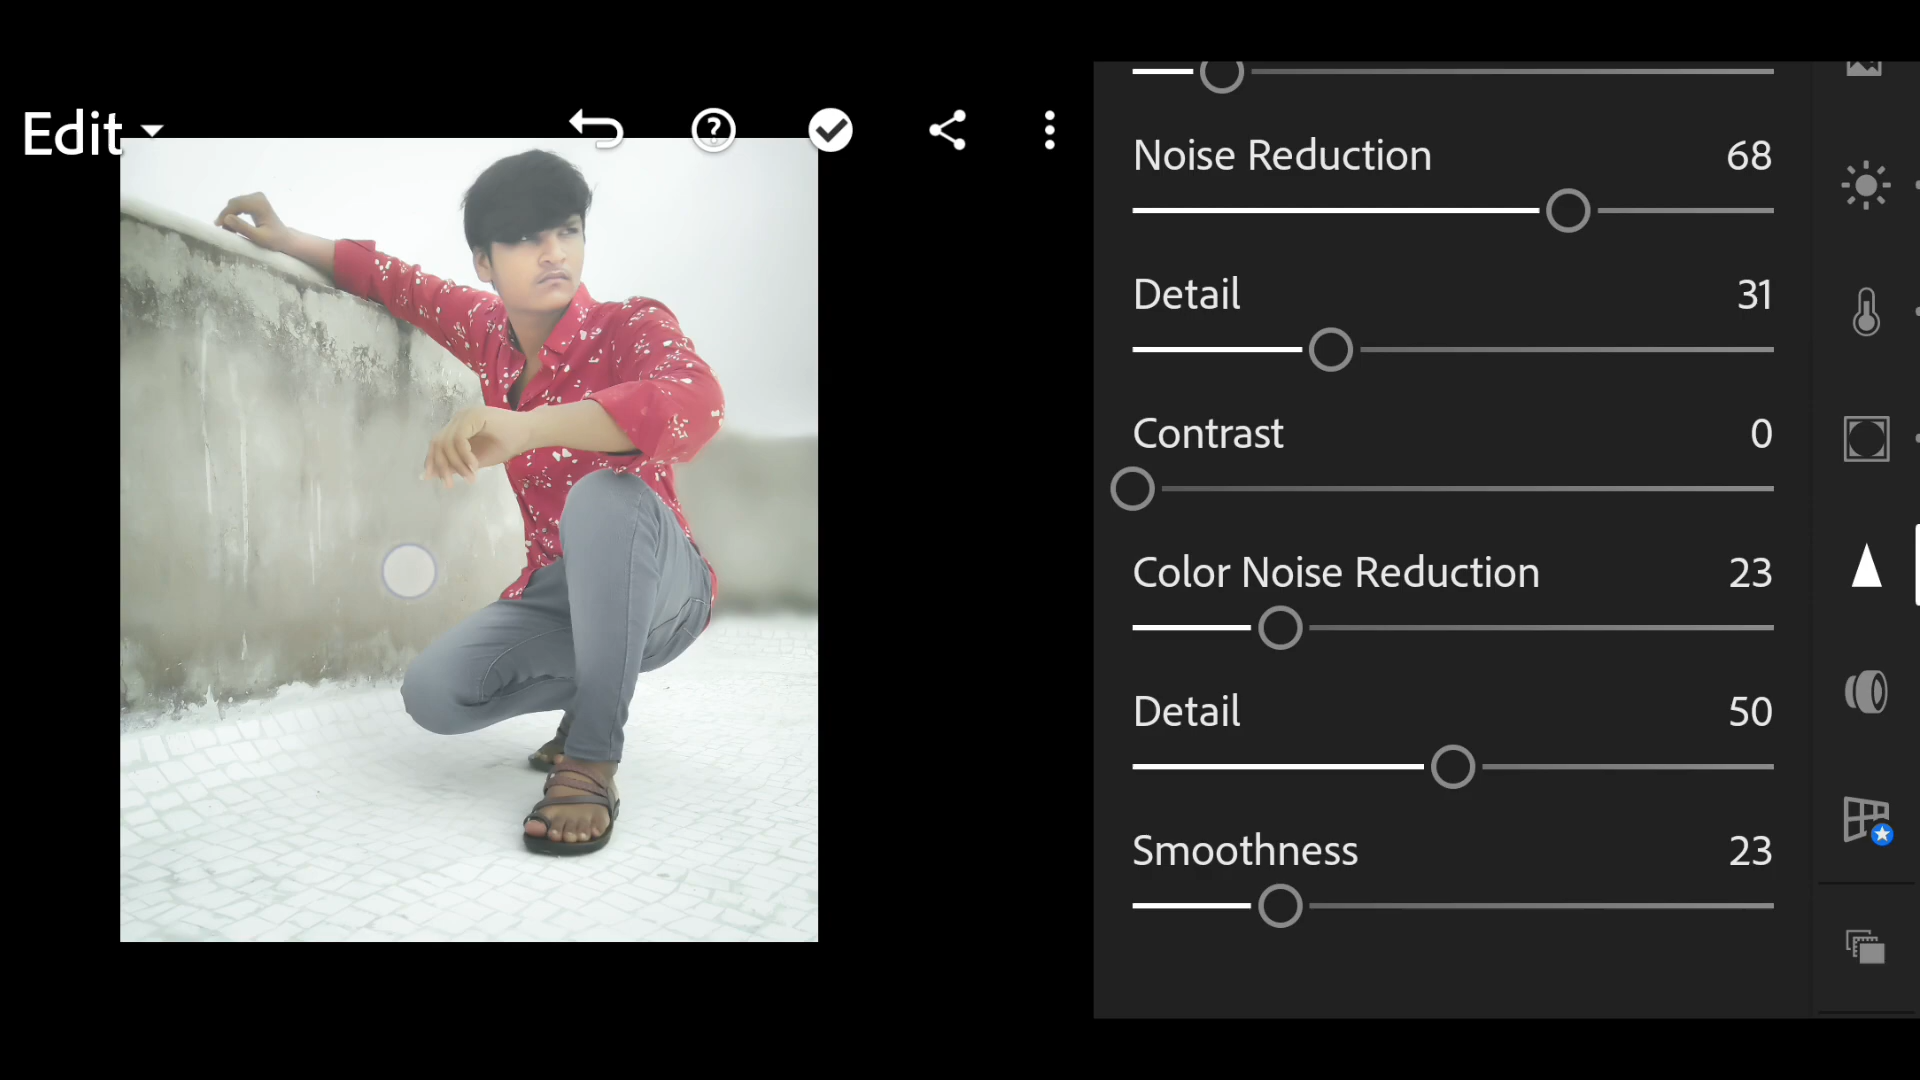 Edit
Noise Reduction 68
Detail 31
Contrast 0
Color Noise Reduction 23
Detail 50
Smoothness 23